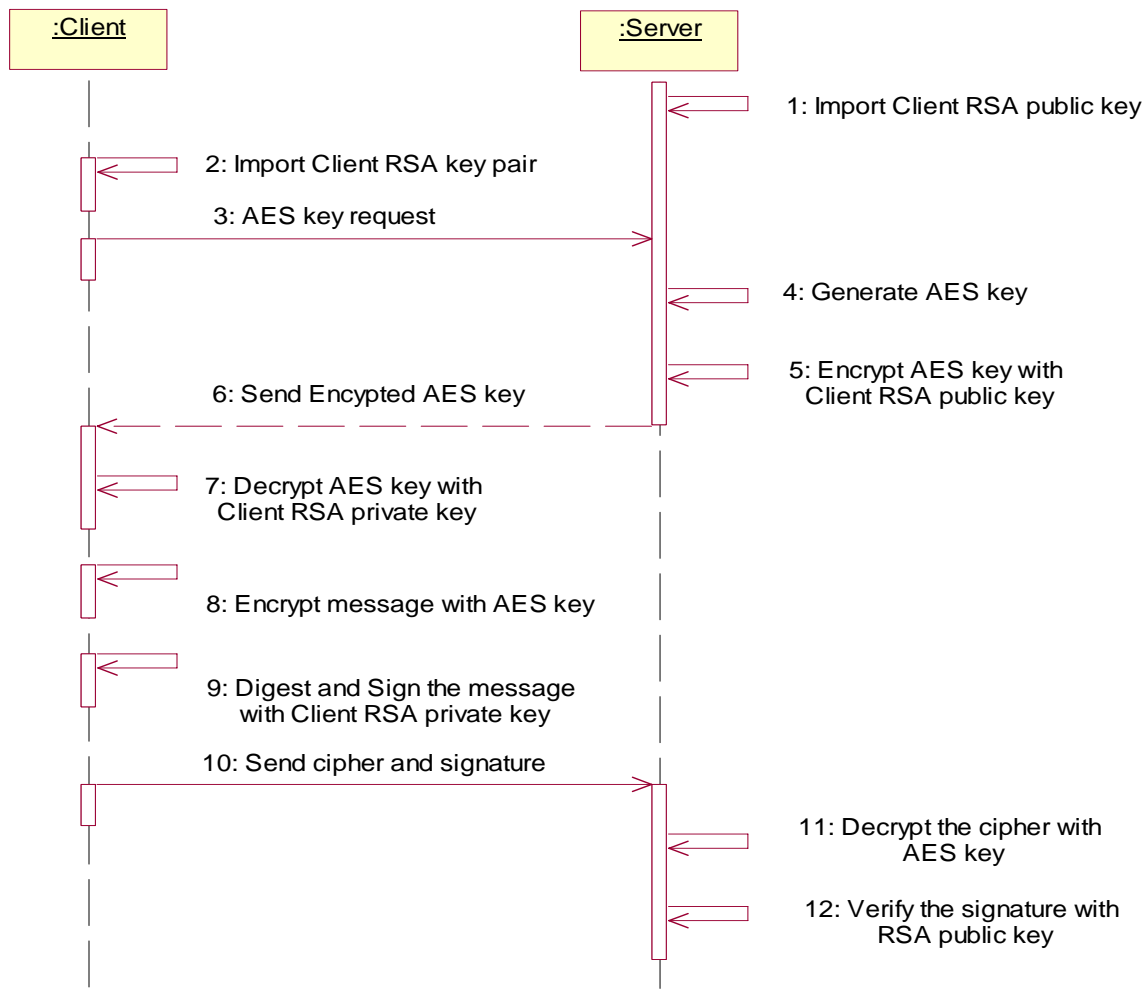 :Client
:Server
1: Import Client RSA public key
2: Import Client RSA key pair
3: AES key request
4: Generate AES key
5: Encrypt AES key with
Client RSA public key
6: Send Encypted AES key
7: Decrypt AES key with
Client RSA private key
8: Encrypt message with AES key
9: Digest and Sign the message
with Client RSA private key
10: Send cipher and signature
11: Decrypt the cipher with
AES key
12: Verify the signature with
RSA public key